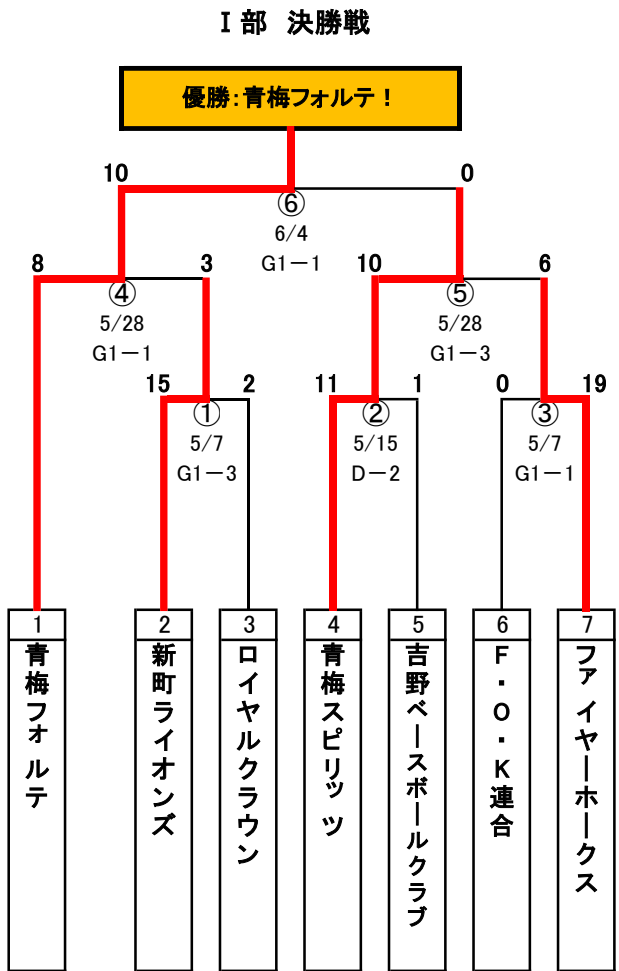 Ⅰ部 決勝戦
優勝：青梅フォルテ！
10 0
⑥
6/4
G1－1
8 3 10 6
④ ⑤
5/28 5/28
G1－1 G1－3
15 2 11 1 0 19
① ② ③
5/7 5/15 5/7
G1－3 D－2 G1－1
1 2 3 4 5 6 7
青梅フォルテ
新町ライオンズ
ロイヤルクラウン
青梅スピリッツ
吉野ベースボールクラブ
F・O・K連合
ファイヤーホークス